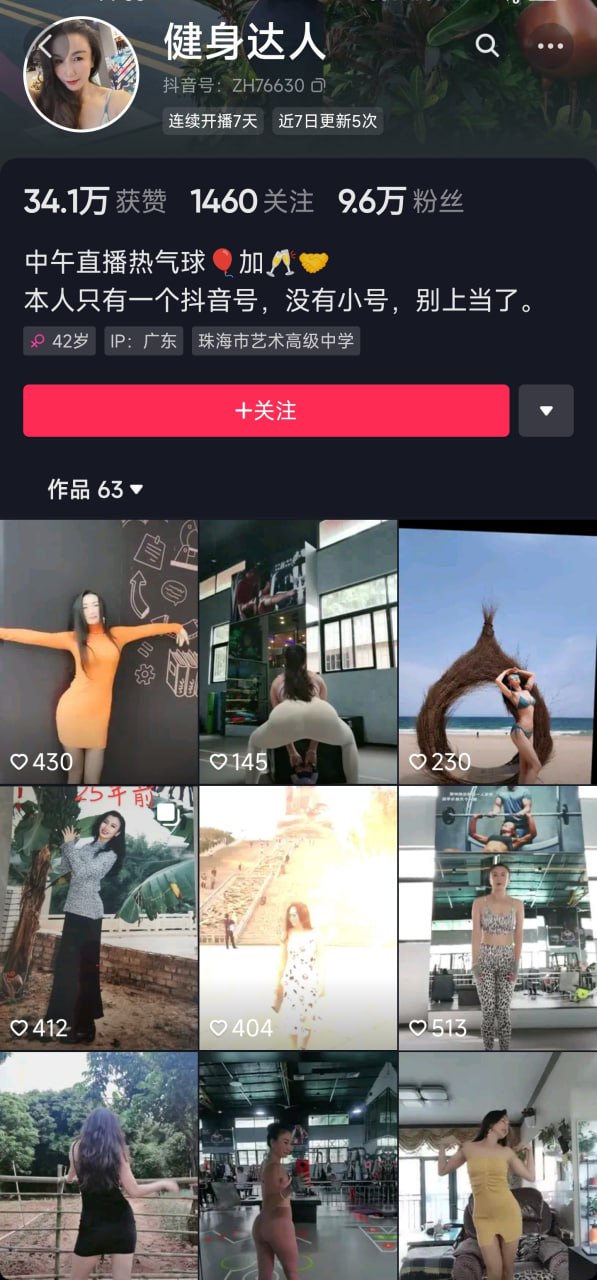 健身达人
抖音号：ZH76630
连续开播7天 近7日更新5次
34.1万 获赞 1460 关注 9.6万 粉丝
中午直播热气球🎈加🥂🤝
本人只有一个抖音号，没有小号，别上当了。
42岁 IP：广东 珠海市艺术高级中学
+关注
作品 63
430 145 230
25年前
412 404 513